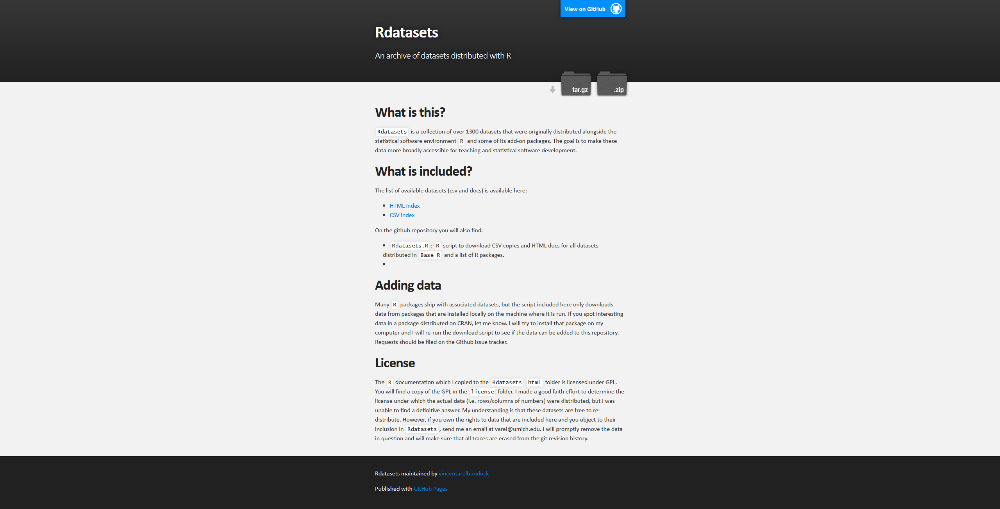 View on GitHub
Rdatasets
An archive of datasets distributed with R
tar.gz
.zip
What is this?
Rdatasets is a collection of over 1300 datasets that were originally distributed alongside the
statistical software environment R and some of its add-on packages. The goal is to make these
data more broadly accessible for teaching and statistical software development.
What is included?
The list of available datasets (csv and docs) is available here:
• HTML index
• CSV index
On the github repository you will also find:
• Rdatasets.R : R script to download CSV copies and HTML docs for all datasets
distributed in Base R and a list of R packages.
•
Adding data
Many R packages ship with associated datasets, but the script included here only downloads
data from packages that are installed locally on the machine where it is run. If you spot interesting
data in a package distributed on CRAN, let me know. I will try to install that package on my
computer and I will re-run the download script to see if the data can be added to this repository.
Requests should be filed on the Github issue tracker.
License
The R documentation which I copied to the Rdatasets html folder is licensed under GPL.
You will find a copy of the GPL in the license folder. I made a good faith effort to determine the
license under which the actual data (i.e. rows/columns of numbers) were distributed, but I was
unable to find a definitive answer. My understanding is that these datasets are free to re-
distribute. However, if you own the rights to data that are included here and you object to their
inclusion in Rdatasets , send me an email at varel@umich.edu. I will promptly remove the data
in question and will make sure that all traces are erased from the git revision history.
Rdatasets maintained by vincentarelbundock
Published with GitHub Pages